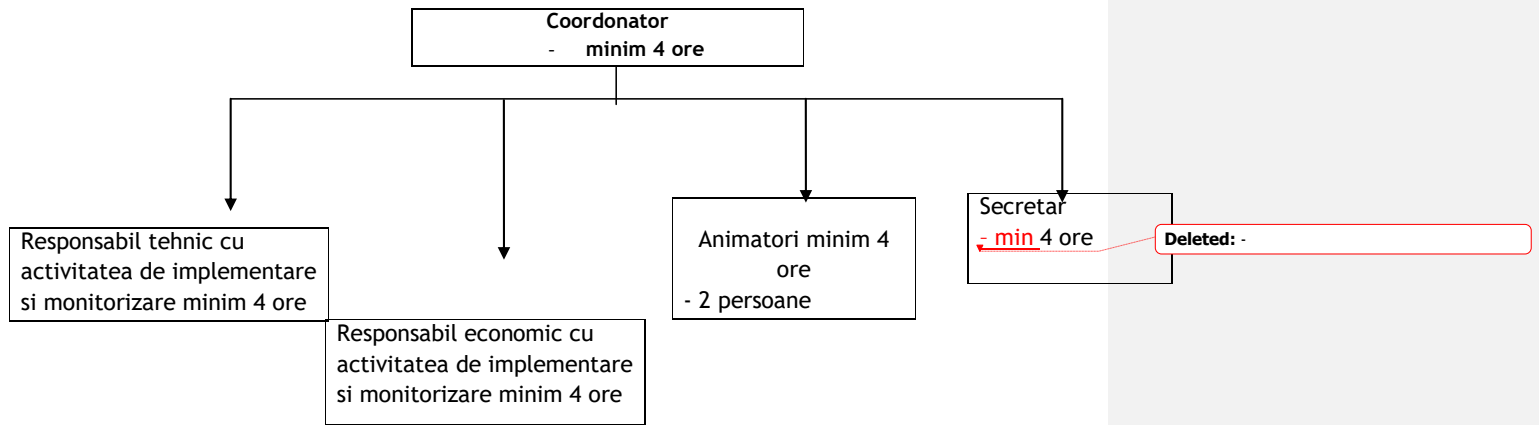 Coordonator
- minim 4 ore
Responsabil tehnic cu
activitatea de implementare
si monitorizare minim 4 ore
Responsabil economic cu
activitatea de implementare
si monitorizare minim 4 ore
Animatori minim 4
ore
- 2 persoane
Secretar
- min 4 ore
Deleted: -